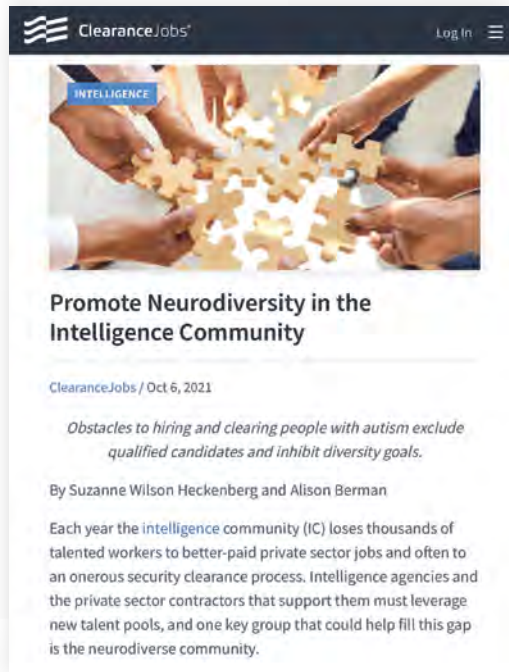 ClearanceJobs
Log In
INTELLIGENCE
Promote Neurodiversity in the
Intelligence Community
ClearanceJobs / Oct 6, 2021
Obstacles to hiring and clearing people with autism exclude
qualified candidates and inhibit diversity goals.
By Suzanne Wilson Heckenberg and Alison Berman
Each year the intelligence community (IC) loses thousands of
talented workers to better-paid private sector jobs and often to
an onerous security clearance process. Intelligence agencies and
the private sector contractors that support them must leverage
new talent pools, and one key group that could help fill this gap
is the neurodiverse community.